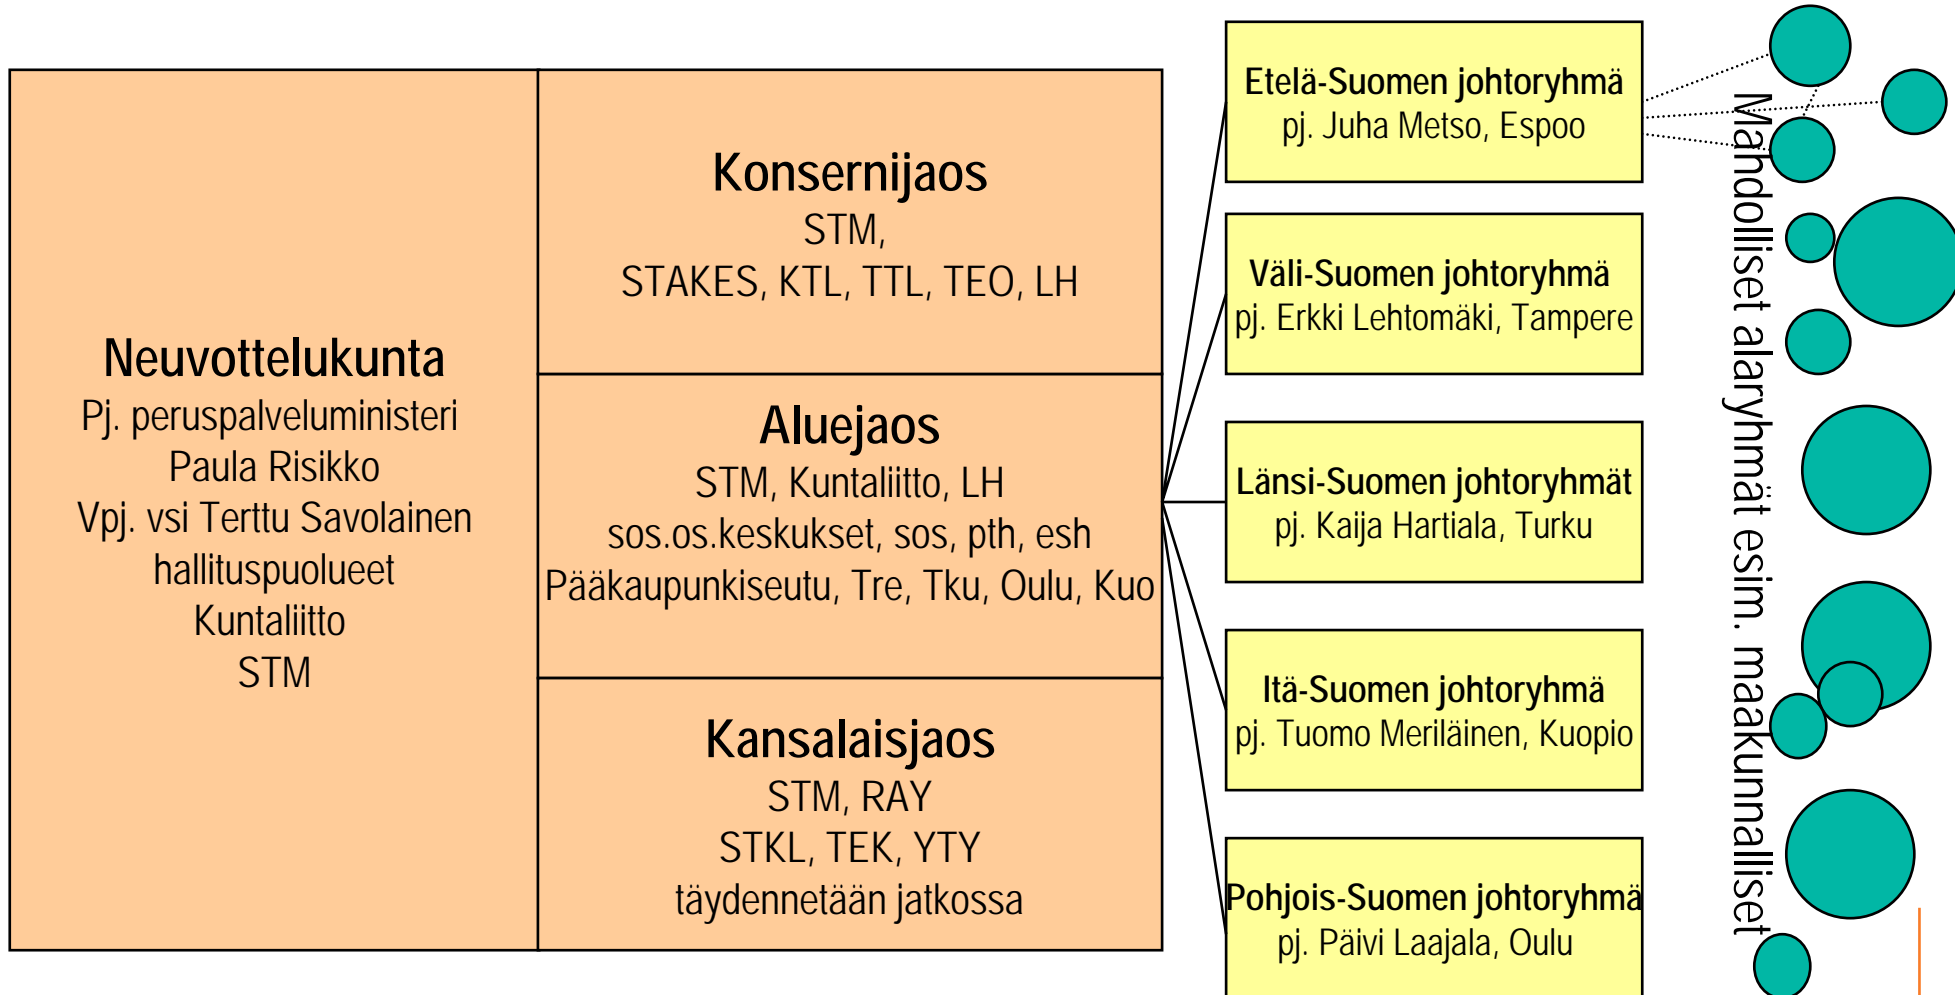 Neuvottelukunta
Pj. peruspalveluministeri
Paula Risikko
Vpj. vsi Terttu Savolainen
hallituspuolueet
Kuntaliitto
STM
Konsernijaos
STM,
STAKES, KTL, TTL, TEO, LH
Aluejaos
STM, Kuntaliitto, LH
sos.os.keskukset, sos, pth, esh
Pääkaupunkiseutu, Tre, Tku, Oulu, Kuo
Kansalaisjaos
STM, RAY
STKL, TEK, YTY
täydennetään jatkossa
Etelä-Suomen johtoryhmä
pj. Juha Metso, Espoo
Väli-Suomen johtoryhmä
pj. Erkki Lehtomäki, Tampere
Länsi-Suomen johtoryhmät
pj. Kaija Hartiala, Turku
Itä-Suomen johtoryhmä
pj. Tuomo Meriläinen, Kuopio
Pohjois-Suomen johtoryhmä
pj. Päivi Laajala, Oulu
Mahdolliset alaryhmät esim. maakunnalliset